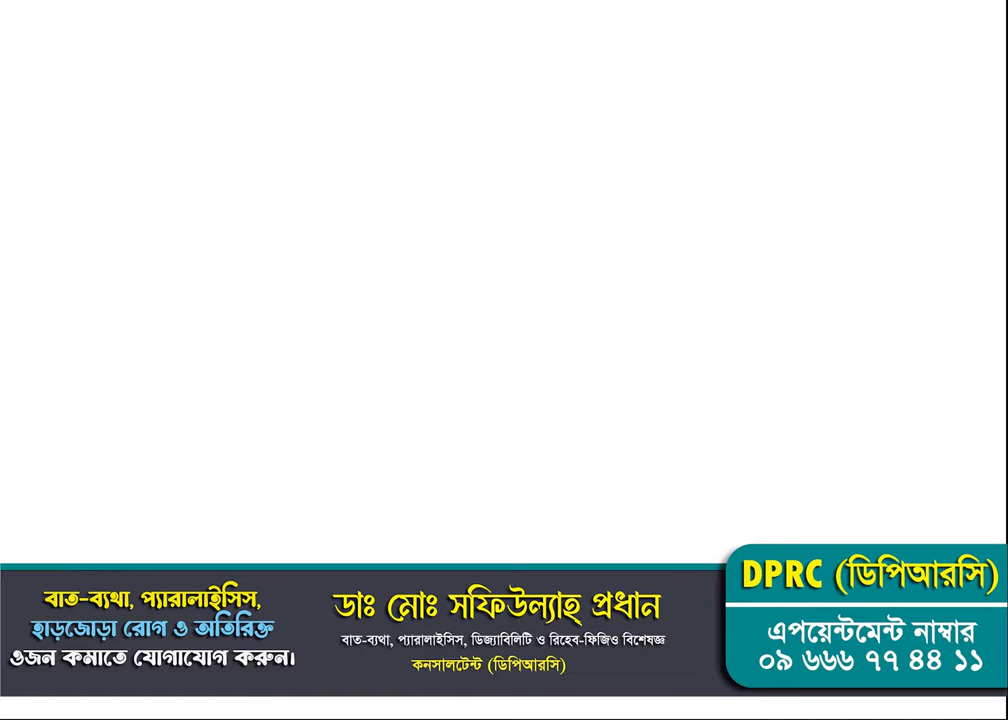 বাত-ব্যথা, প্যারালাইসিস,
হাড়জোড়া রোগ ও অতিরিক্ত
ওজন কমাতে যোগাযোগ করুন।
ডাঃ মোঃ সফিউল্যাহ্ প্রধান
বাত-ব্যথা, প্যারালাইসিস, ডিজ্যাবিলিটি ও রিহেব-ফিজিও বিশেষজ্ঞ
কনসালটেন্ট (ডিপিআরসি)
DPRC (ডিপিআরসি)
এপয়েন্টমেন্ট নাম্বার
০৯ ৬৬৬ ৭৭ ৪৪ ১১